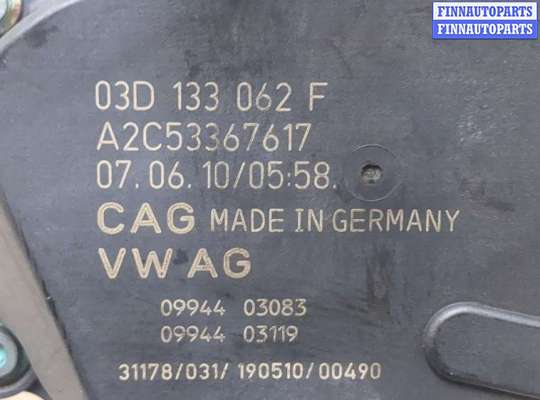 FINNAUTOPARTS
FINNAUTOPARTS
03D 133 062 F
A2C53367617
07.06.10/05:58.
CAG MADE IN GERMANY
VW AG
09944 03083
09944 03119
31178/031/ 190510/00490